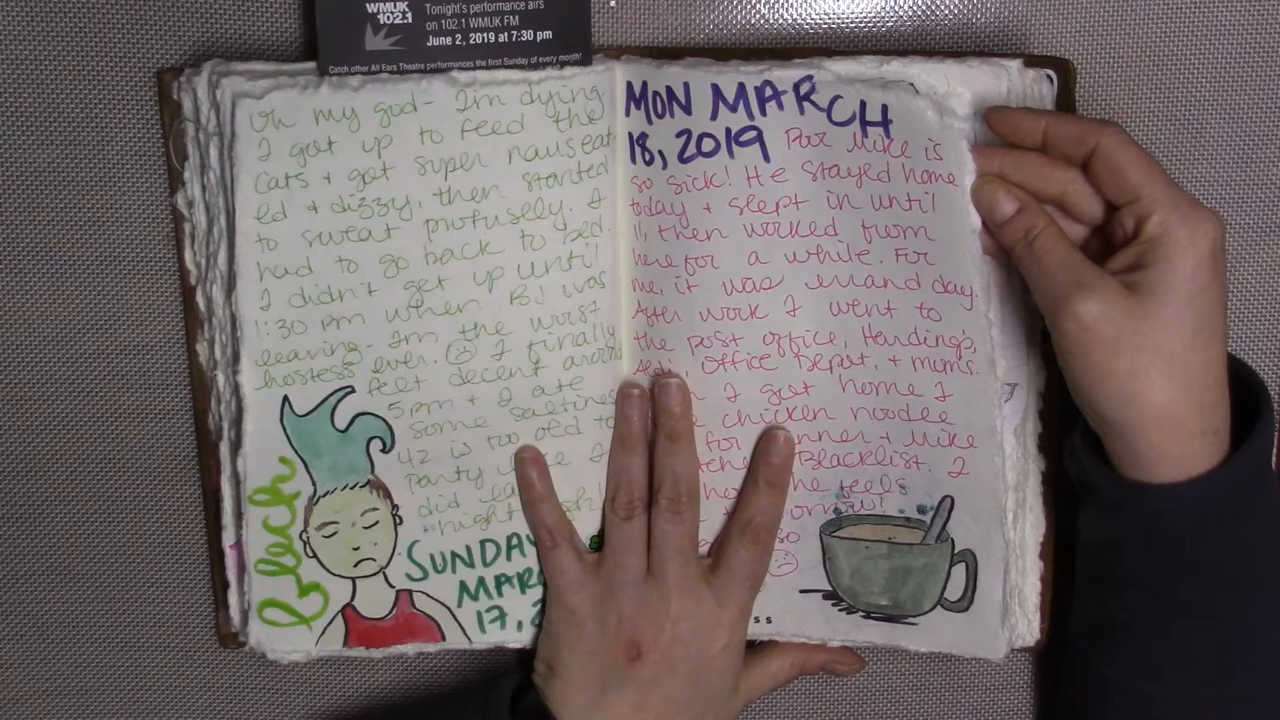 WMUK
102.1
Tonight's performance airs
on 102.1 WMUK FM
June 2, 2019 at 7:30 pm
Catch other All Ears Theatre performances the first Sunday of every month!
Oh my god- I'm dying
I got up to feed the
cats + got super nauseat
ed + dizzy, then started
to sweat profusely. I
had to go back to bed.
I didn't get up until
1:30 PM when BJ was
leaving. I'm the worst
hostess ever. I finally
felt decent around
5pm + I ate
some saltines
42 is too old to
party like I
did
night
blech
SUNDAY
MAR
17, 2
MON MARCH
18, 2019
Poor Mike is
so sick! He stayed home
today + slept in until
11, then worked from
here for a while. For
me, it was errand day.
After work I went to
the post office, Harding's,
Aldi, Office Depot, + moms.
I got home I
chicken noodle
for dinner + Mike
Blacklist. I
he feels
so
ss